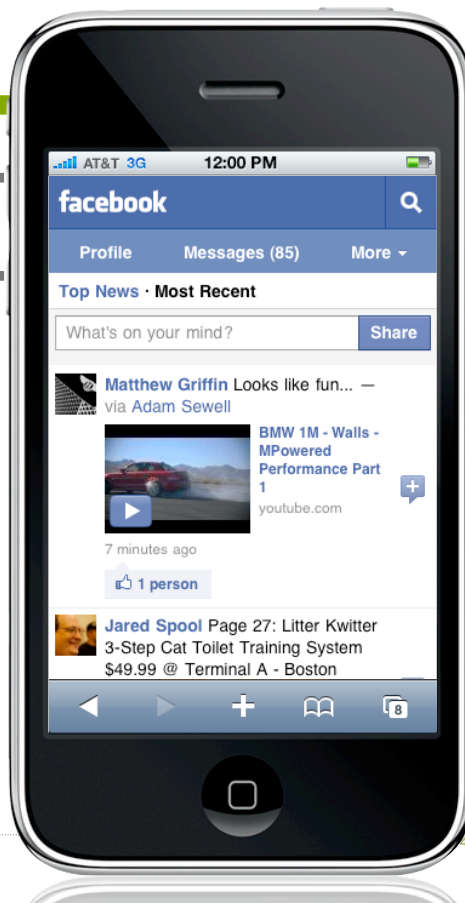 AT&T 3G 12:00 PM
facebook
Profile Messages (85) More
Top News · Most Recent
What's on your mind? Share
Matthew Griffin Looks like fun... —
via Adam Sewell
BMW 1M - Walls -
MPowered
Performance Part
1
youtube.com
7 minutes ago
1 person
Jared Spool Page 27: Litter Kwitter
3-Step Cat Toilet Training System
$49.99 @ Terminal A - Boston
8